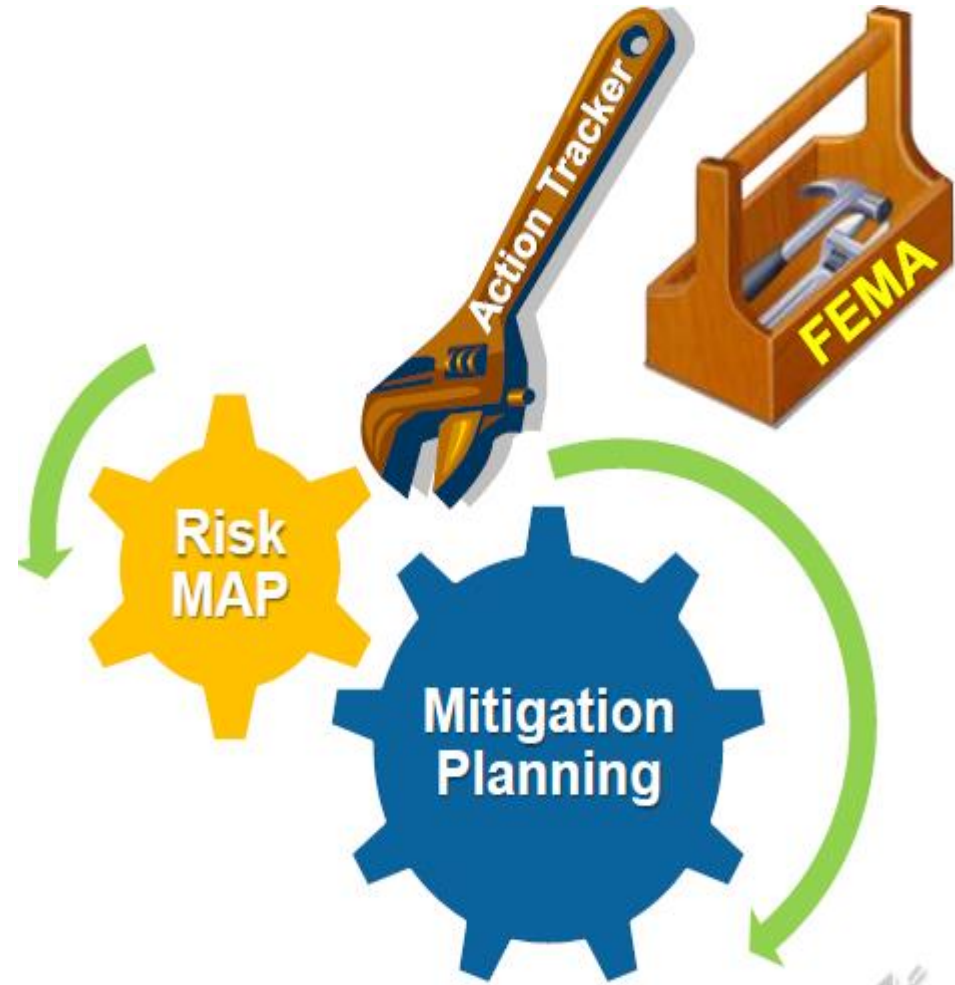 Action Tracker
FEMA
Risk
MAP
Mitigation
Planning